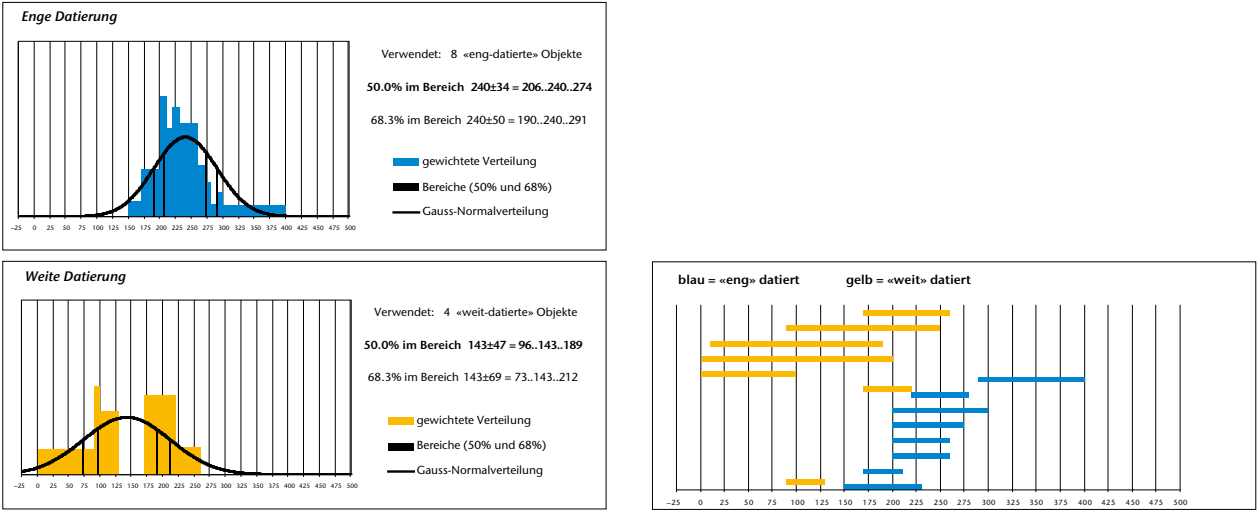 Enge Datierung
Verwendet: 8 «eng-datierte» Objekte
50.0% im Bereich 240±34 = 206..240..274
68.3% im Bereich 240±50 = 190..240..291
gewichtete Verteilung
Bereiche (50% und 68%)
Gauss-Normalverteilung
−25 0 25 50 75 100 125 150 175 200 225 250 275 300 325 350 375 400 425 450 475 500
Weite Datierung
Verwendet: 4 «weit-datierte» Objekte
50.0% im Bereich 143±47 = 96..143..189
68.3% im Bereich 143±69 = 73..143..212
gewichtete Verteilung
Bereiche (50% und 68%)
Gauss-Normalverteilung
−25 0 25 50 75 100 125 150 175 200 225 250 275 300 325 350 375 400 425 450 475 500
blau = «eng» datiert gelb = «weit» datiert
−25 0 25 50 75 100 125 150 175 200 225 250 275 300 325 350 375 400 425 450 475 500